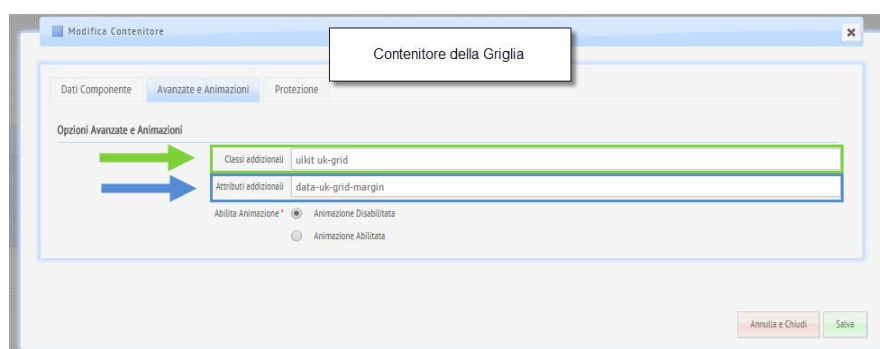 Modifica Contenitore
Contenitore della Griglia
Dati Componente Avanzate e Animazioni Protezione
Opzioni Avanzate e Animazioni
Classi addizionali uikit uk-grid
Attributi addizionali data-uk-grid-margin
Abilita Animazione * Animazione Disabilitata
Animazione Abilitata
Annulla e Chiudi Salva